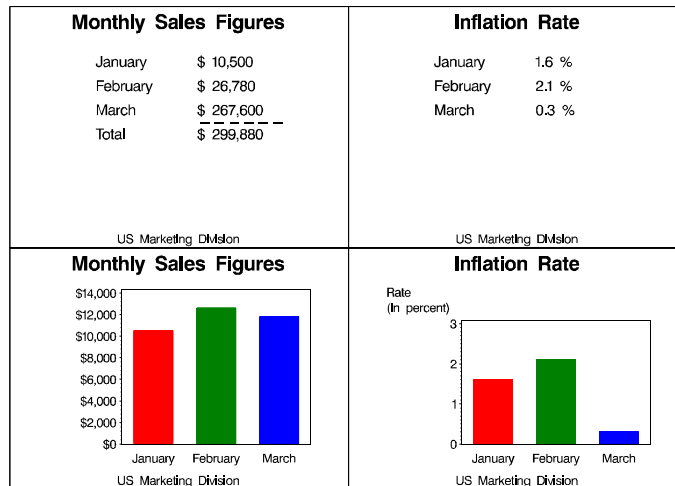 Monthly Sales Figures
January $ 10,500
February $ 26,780
March $ 267,600
Total $ 299,880
US Marketing Division
Inflation Rate
January 1.6 %
February 2.1 %
March 0.3 %
US Marketing Division
Monthly Sales Figures
$14,000
$12,000
$10,000
$8,000
$6,000
$4,000
$2,000
$0
January February March
US Marketing Division
Inflation Rate
Rate
(In percent)
3
2
1
0
January February March
US Marketing Division